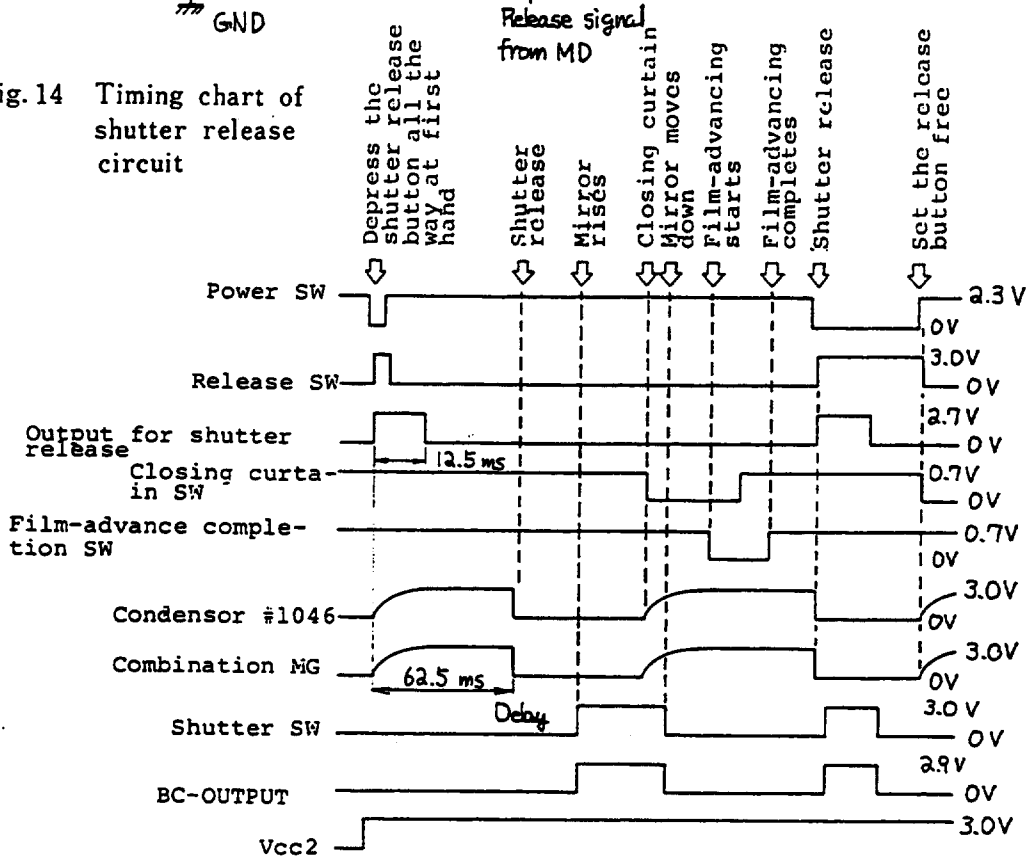 GND
Release signal
from MD
ig. 14 Timing chart of
shutter release
circuit
Depress the
shutter release
button all the
way at first
hand
Shutter
release
Mirror
rises
Closing curtain
Mirror moves
down
Film-advancing
starts
Film-advancing
completes
Shutter release
Set the release
button free
Power SW
2.3 V
0V
Release SW
3.0V
0V
Output for shutter
release
2.7V
0V
12.5 ms
Closing curta-
in SW
0.7V
0V
Film-advance comple-
tion SW
0.7V
0V
Condensor #1046
3.0V
0V
Combination MG
3.0V
0V
62.5 ms
Delay
Shutter SW
3.0 V
0V
BC-OUTPUT
2.9V
0V
Vcc2
3.0V